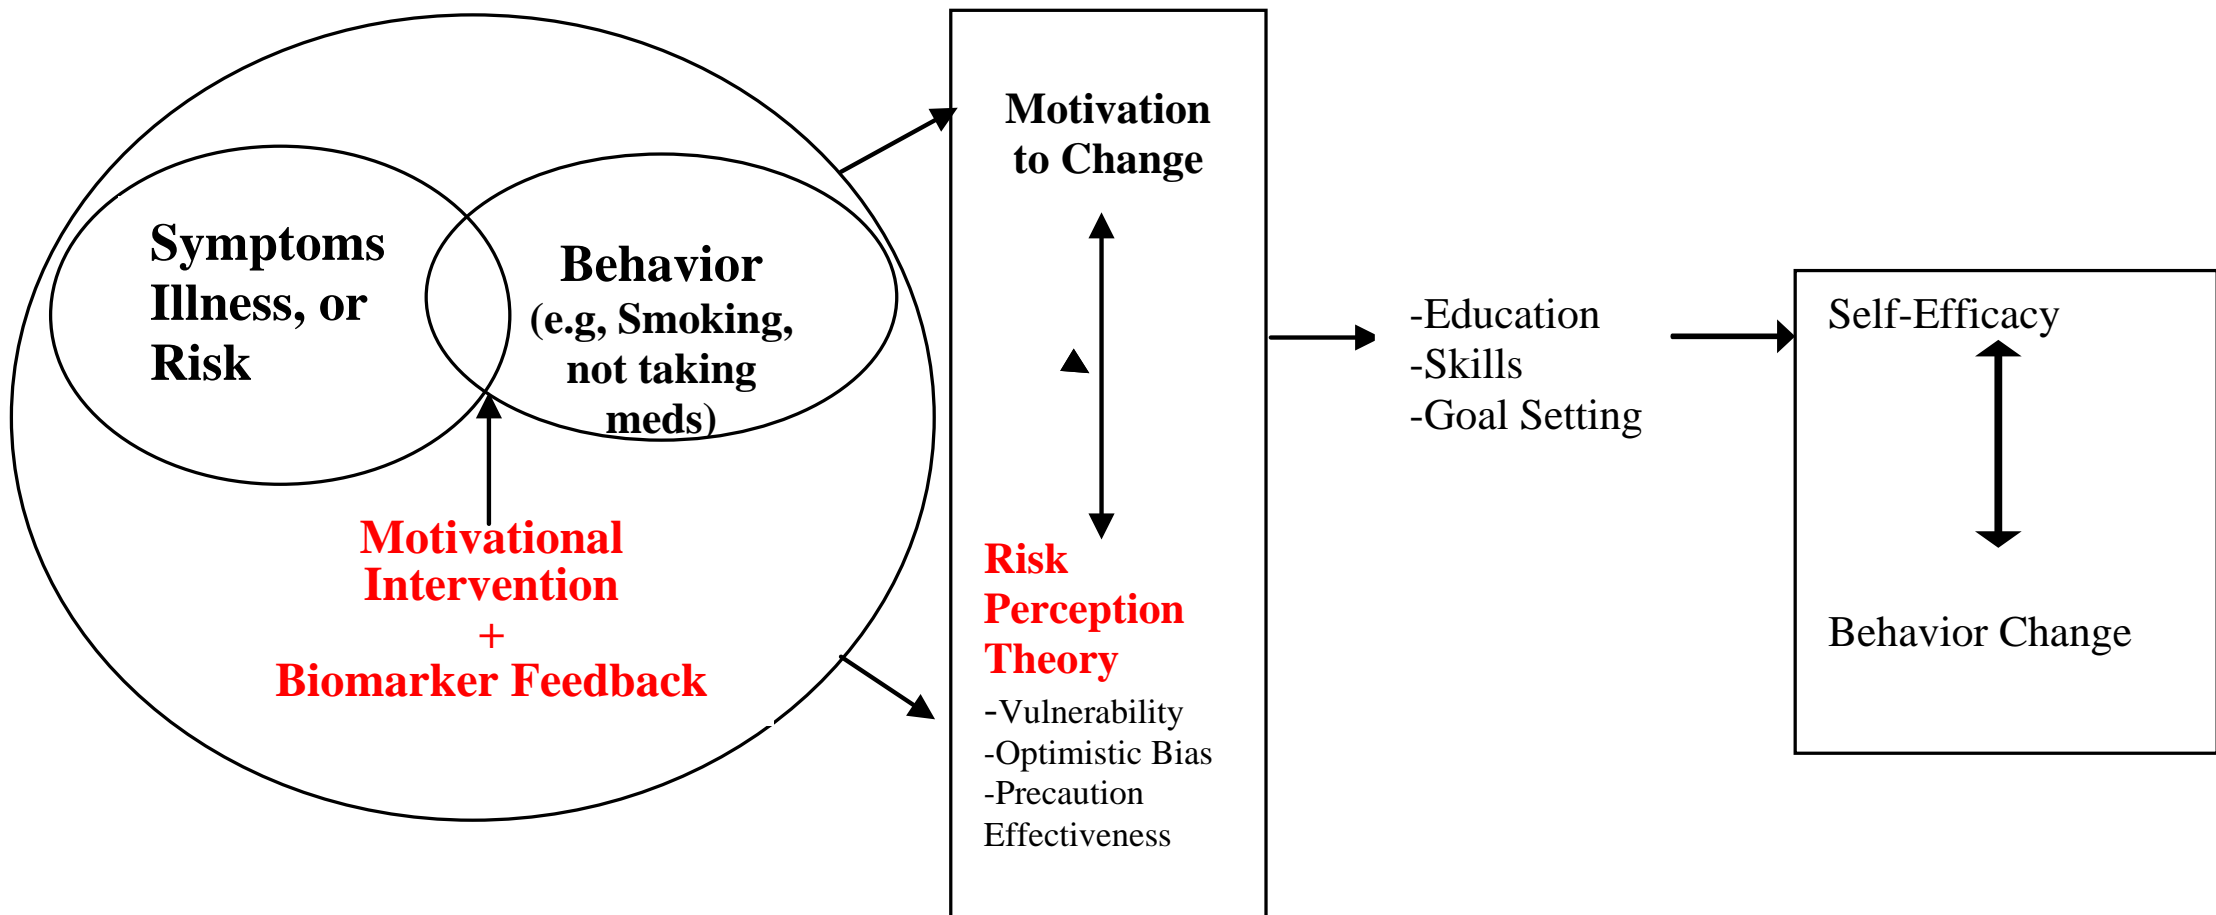 Symptoms
Illness, or
Risk
Behavior
(e.g, Smoking,
not taking
meds)
Motivational
Intervention
+
Biomarker Feedback
Motivation
to Change
Risk
Perception
Theory
-Vulnerability
-Optimistic Bias
-Precaution
Effectiveness
-Education
-Skills
-Goal Setting
Self-Efficacy
Behavior Change